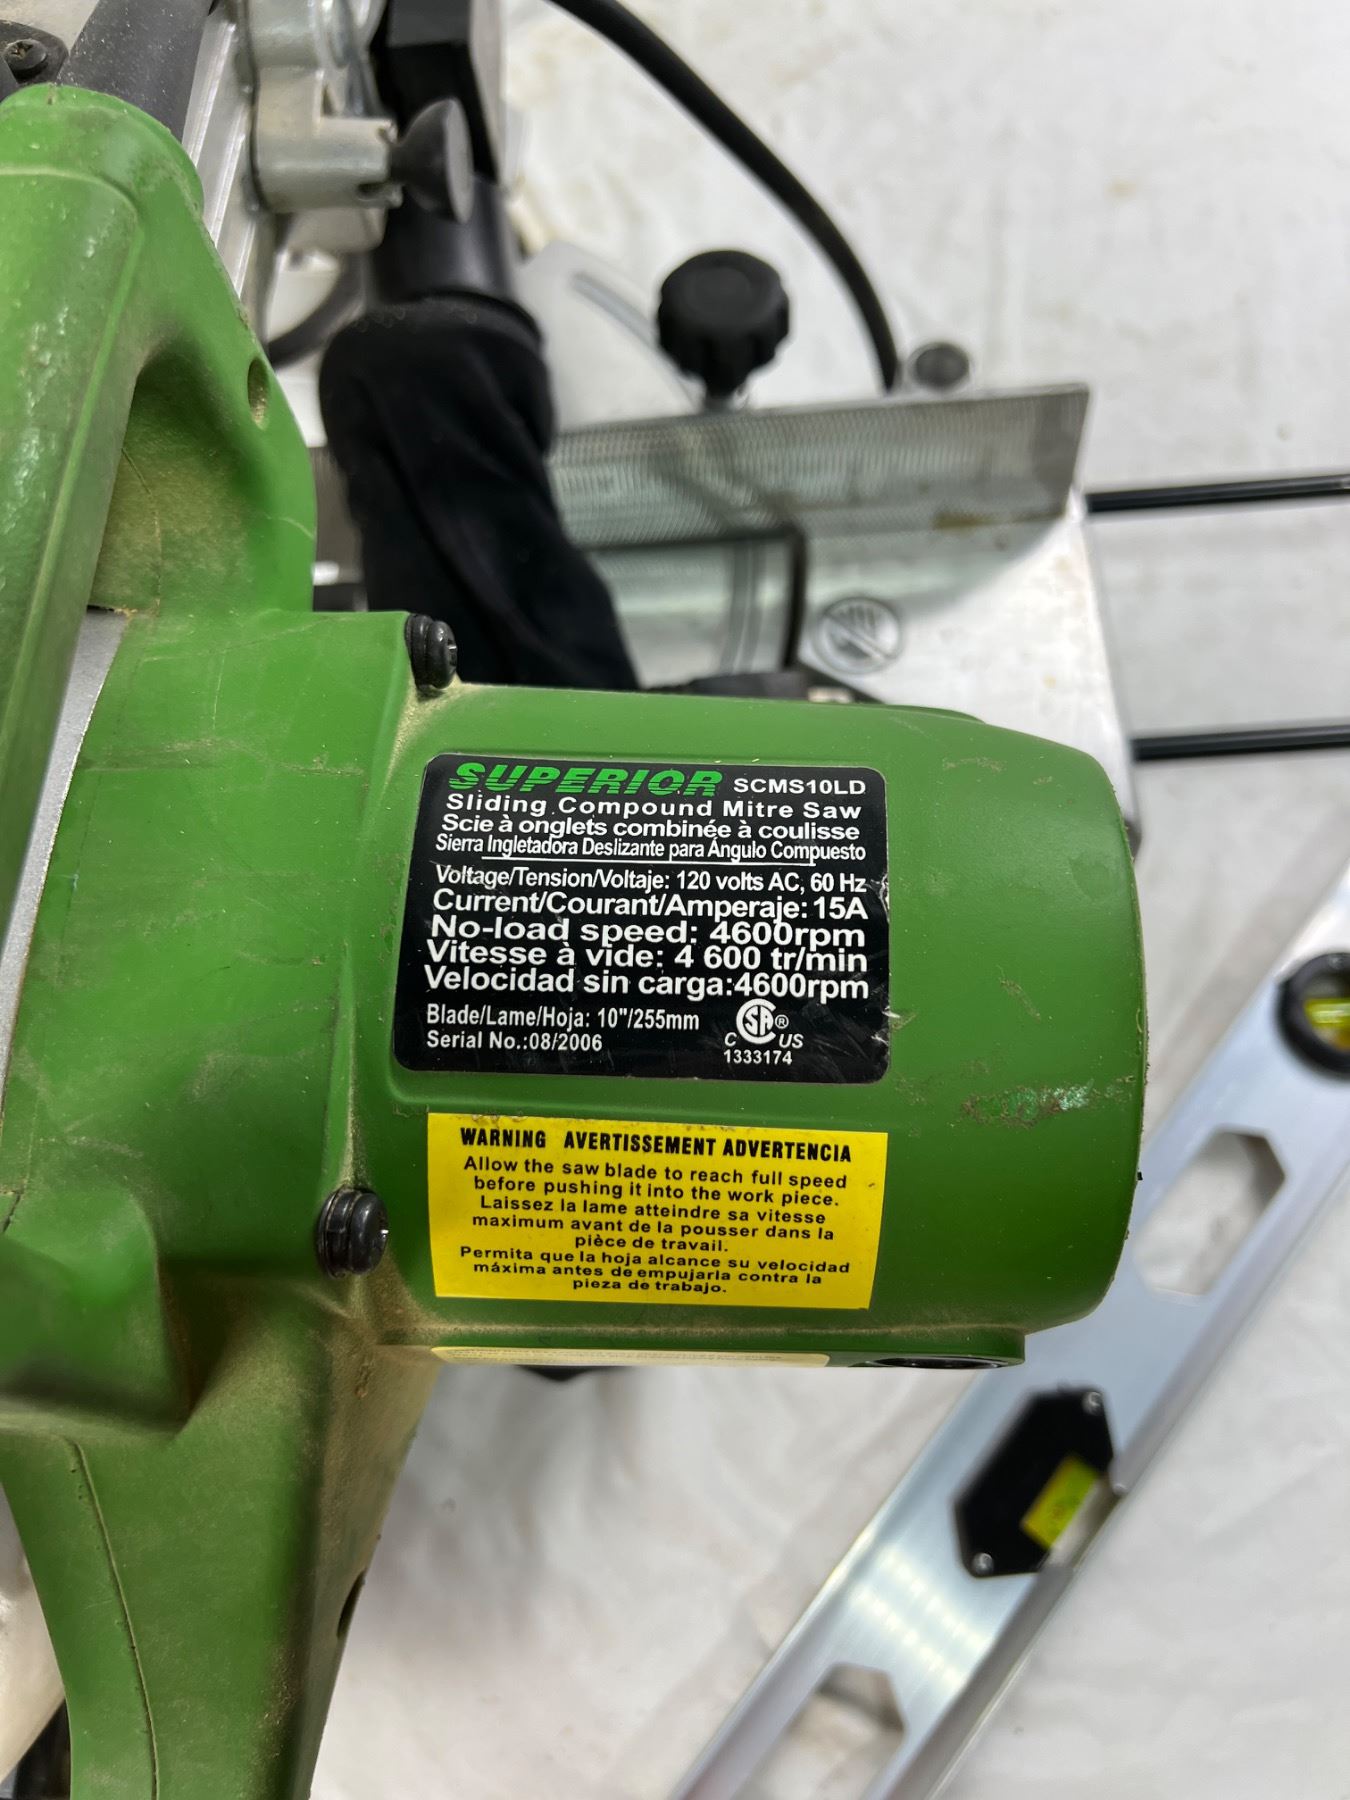 SUPERIOR SCMS10LD
Sliding Compound Mitre Saw
Scie à onglets combinée à coulisse
Sierra Ingletadora Deslizante para Ángulo Compuesto
Voltage/Tension/Voltaje: 120 volts AC, 60 Hz
Current/Courant/Amperaje: 15A
No-load speed: 4600rpm
Vitesse à vide: 4 600 tr/min
Velocidad sin carga:4600rpm
Blade/Lame/Hoja: 10"/255mm
Serial No.:08/2006
CSA®
C US
1333174
WARNING AVERTISSEMENT ADVERTENCIA
Allow the saw blade to reach full speed
before pushing it into the work piece.
Laissez la lame atteindre sa vitesse
maximum avant de la pousser dans la
pièce de travail.
Permita que la hoja alcance su velocidad
máxima antes de empujarla contra la
pieza de trabajo.